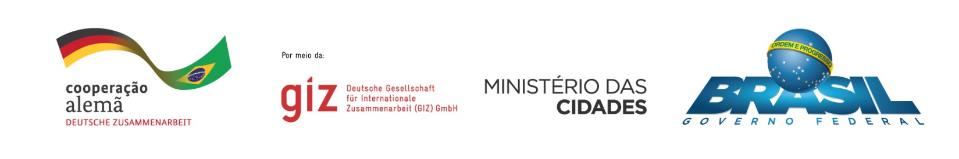 cooperação
alemã
DEUTSCHE ZUSAMMENARBEIT
Por meio da:
giz
Deutsche Gesellschaft
für Internationale
Zusammenarbeit (GIZ) GmbH
MINISTÉRIO DAS
CIDADES
ORDEM E PROGRESSO
BRASIL
GOVERNO FEDERAL